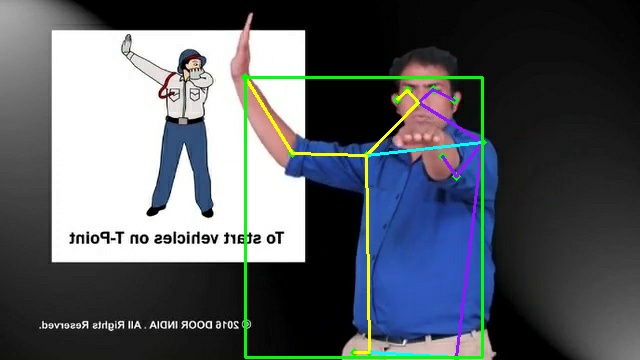 To start vehicles on T-Point
© 2016 DOOR INDIA . All Rights Reserved.